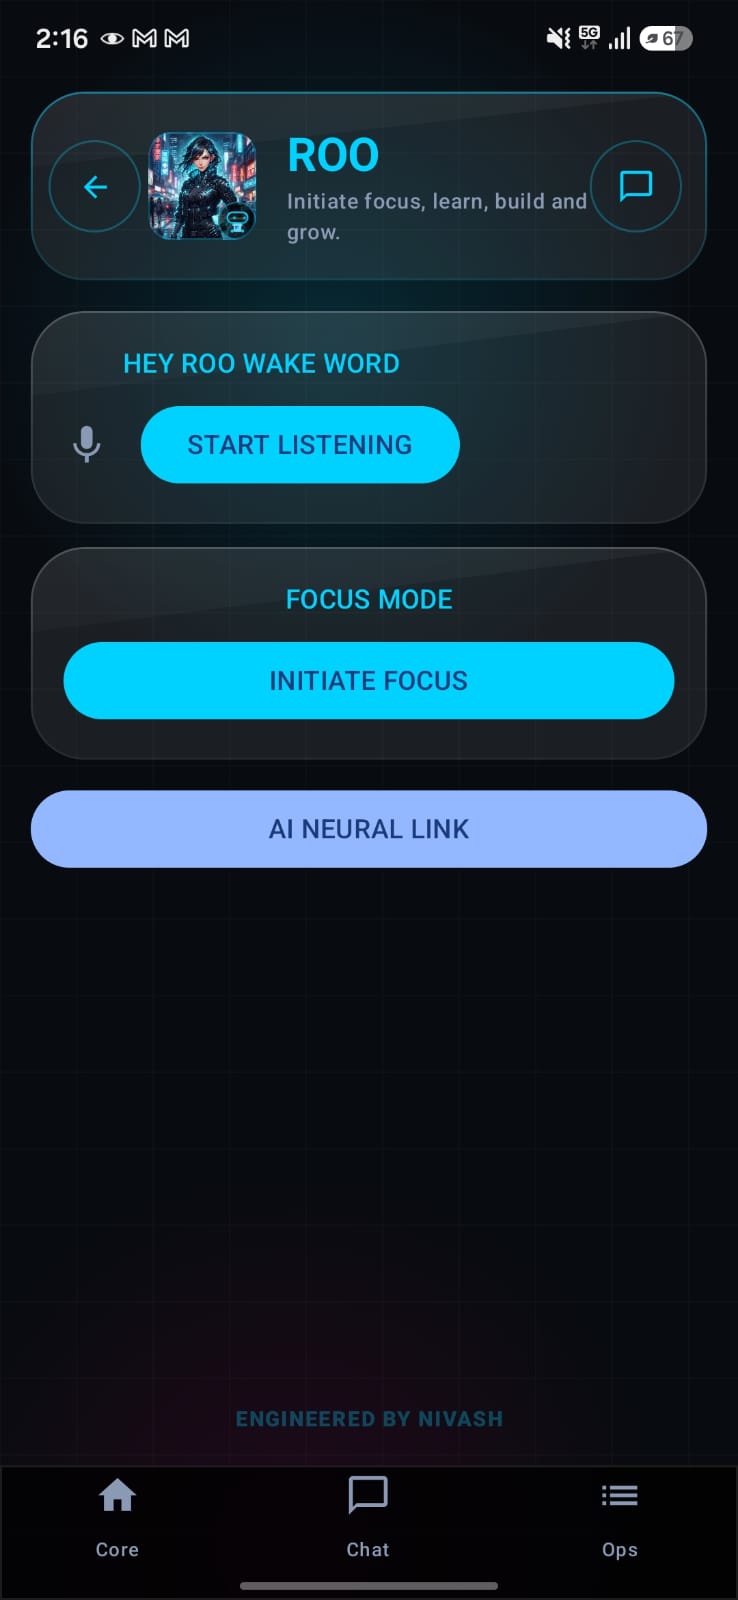 2:16
5G
67
ROO
Initiate focus, learn, build and
grow.
HEY ROO WAKE WORD
START LISTENING
FOCUS MODE
INITIATE FOCUS
AI NEURAL LINK
ENGINEERED BY NIVASH
Core
Chat
Ops